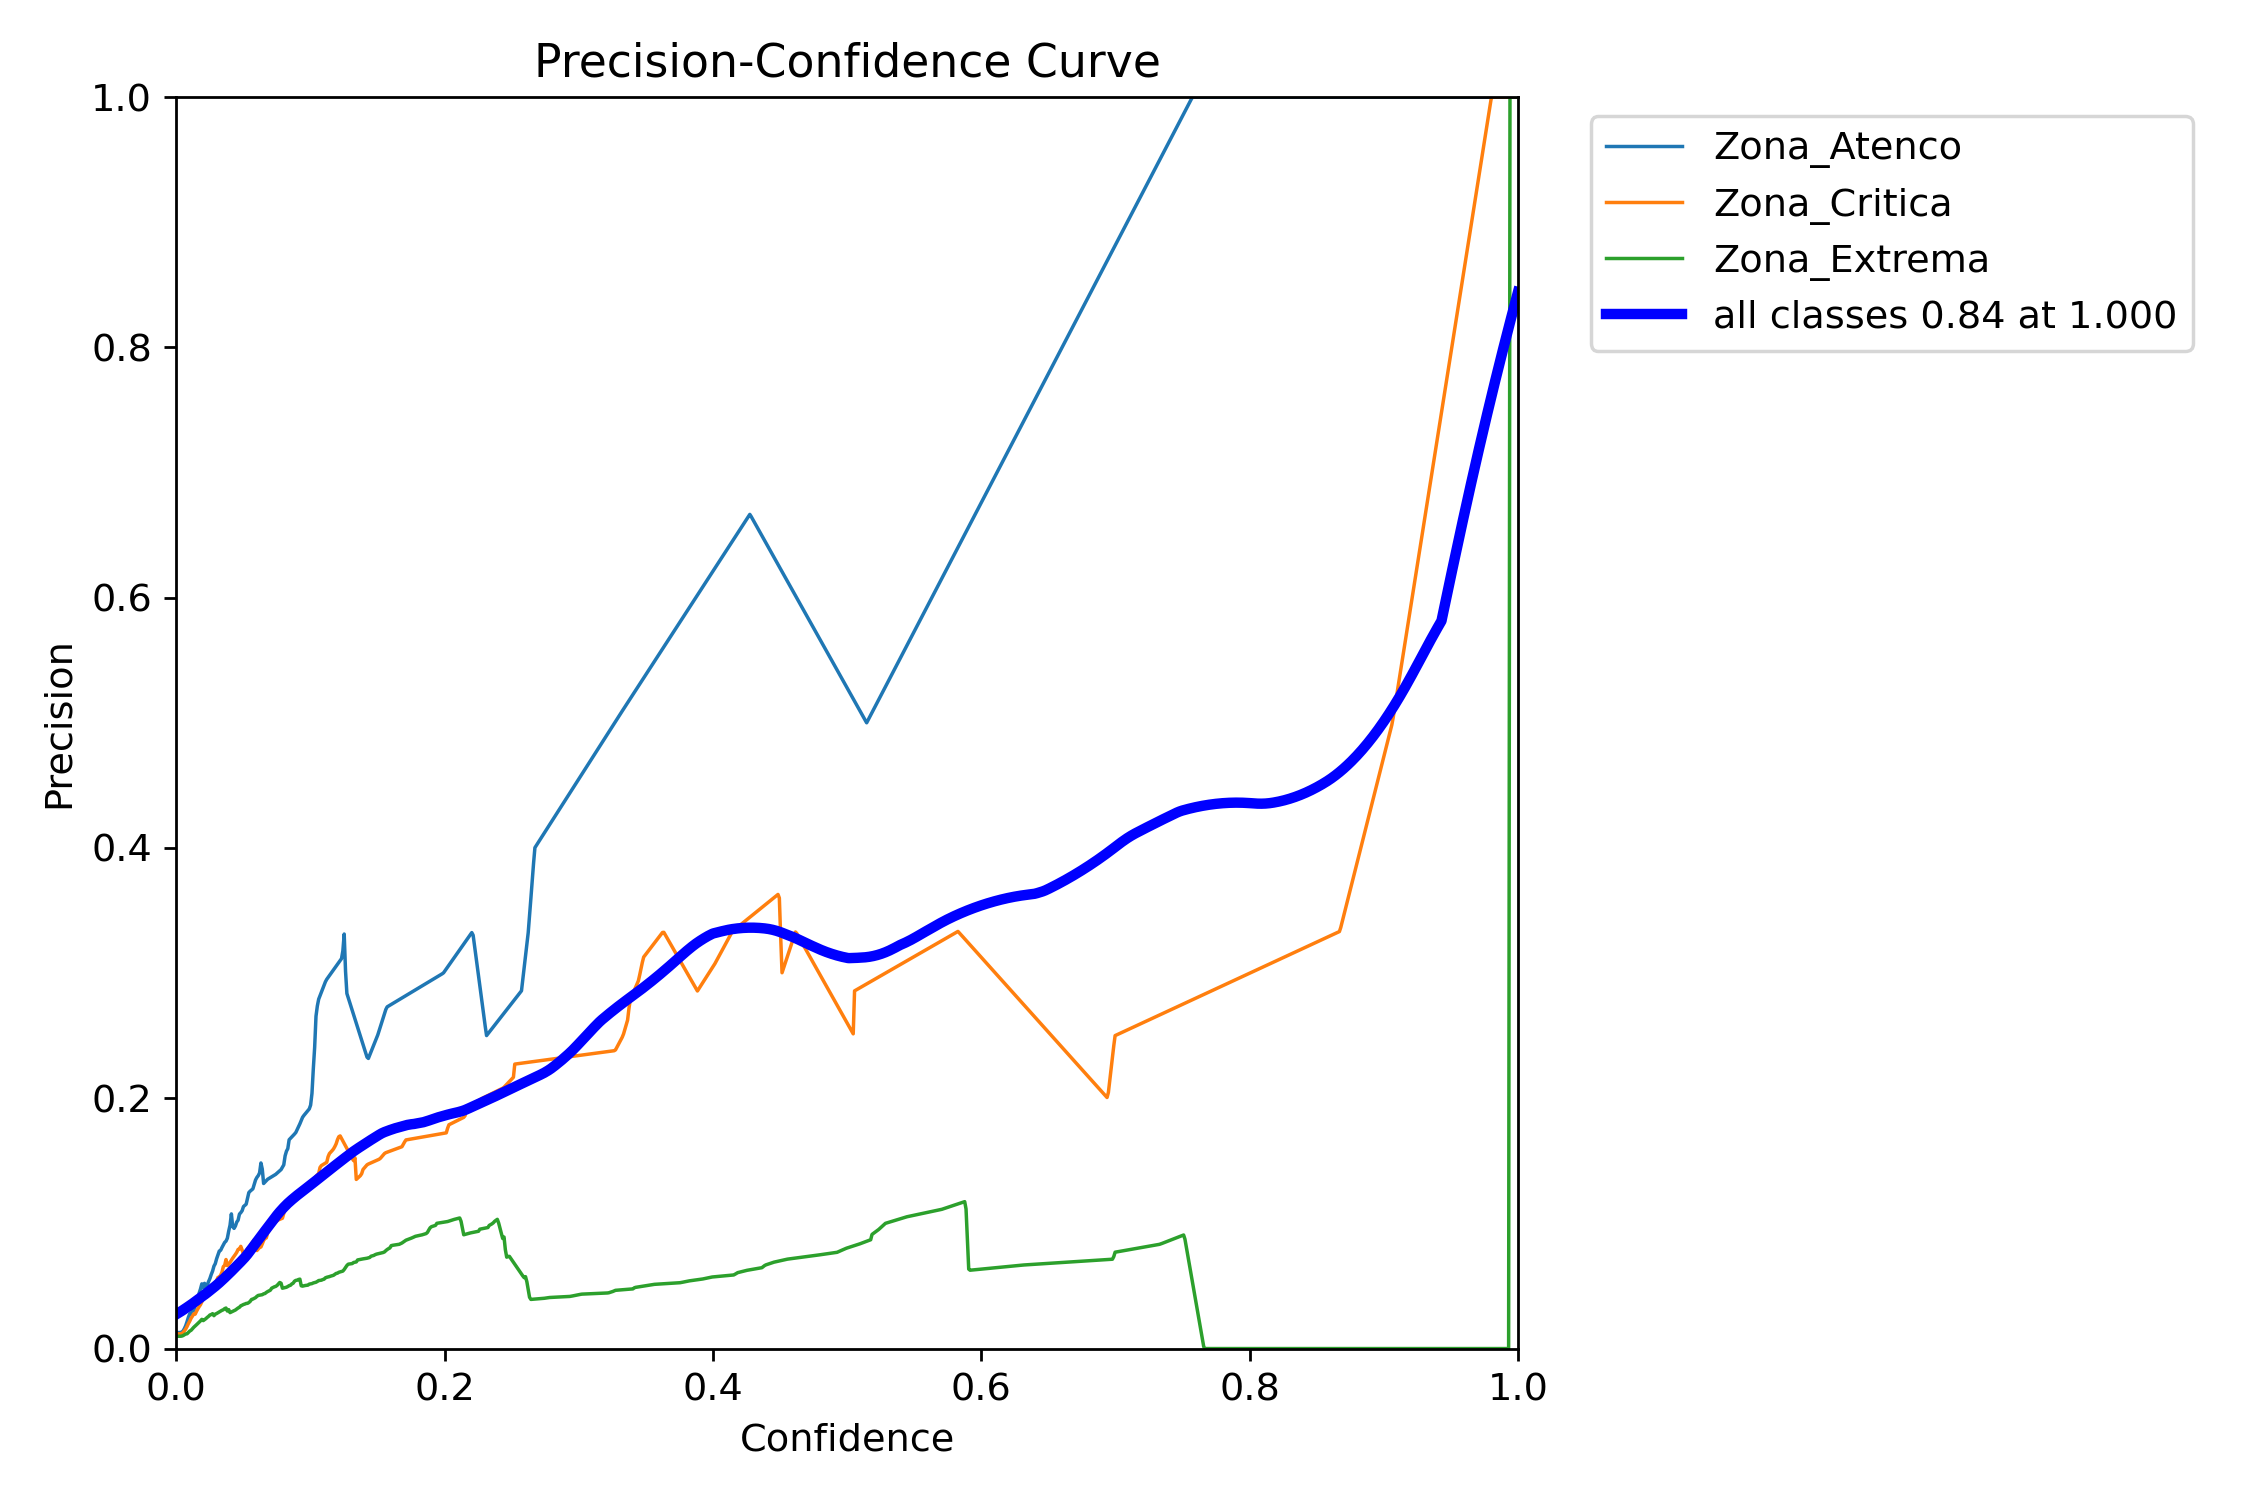 Precision-Confidence Curve
1.0
0.8
0.6
0.4
0.2
0.0
Precision
0.0 0.2 0.4 0.6 0.8 1.0
Confidence
Zona_Atenco
Zona_Critica
Zona_Extrema
all classes 0.84 at 1.000